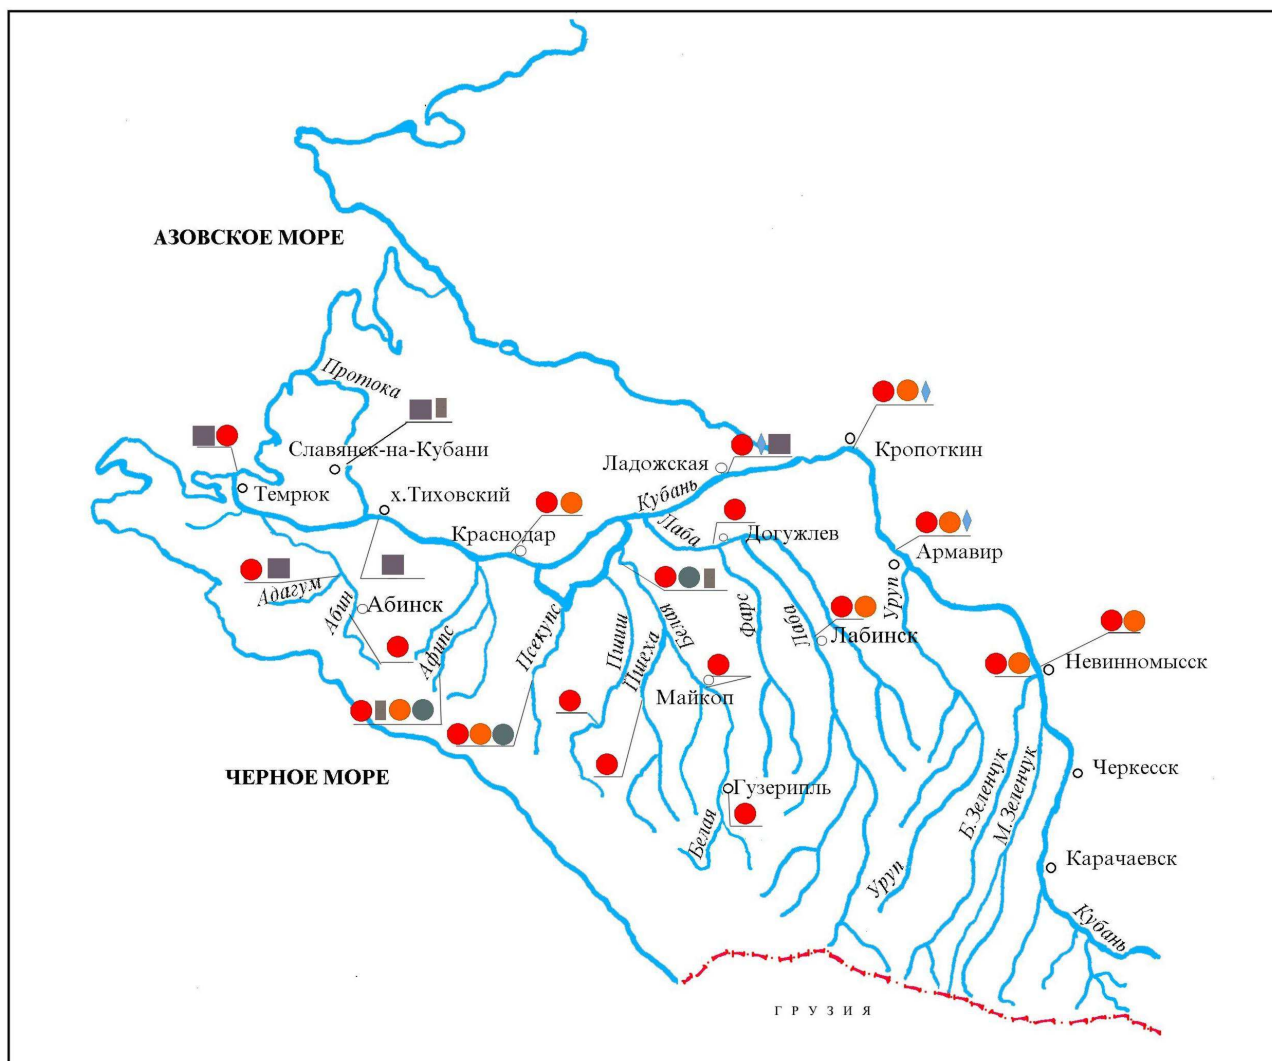 АЗОВСКОЕ МОРЕ
Протока
Славянск-на-Кубани
Кропоткин
Ладожская
Темрюк
х.Тиховский
Кубань
Краснодар
Лаба
Догужлев
Армавир
Адагум
Абин
Абинск
Афипс
Псекупс
Пшиш
Пшеха
Белая
Фарс
Лаба
Лабинск
Уруп
Невинномысск
Майкоп
ЧЕРНОЕ МОРЕ
Гузерипль
Белая
Б.Зеленчук
М.Зеленчук
Черкесск
Уруп
Карачаевск
Кубань
ГРУЗИЯ